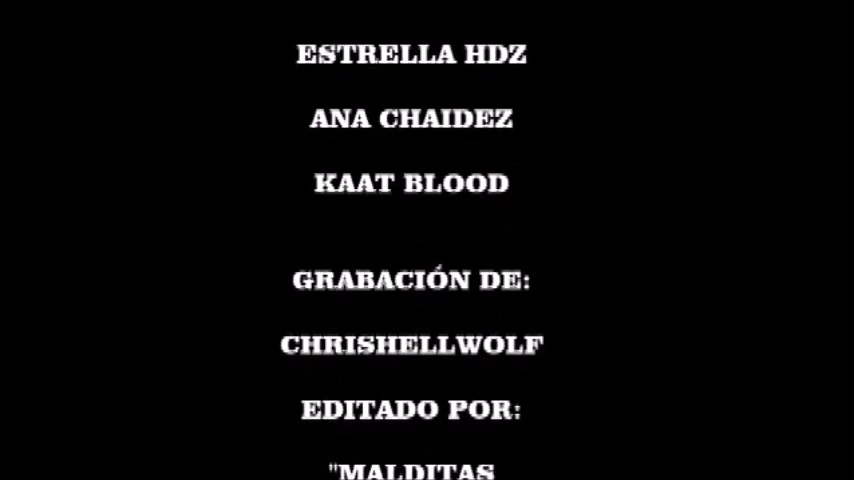 ESTRELLA HDZ
ANA CHAIDEZ
KAAT BLOOD
GRABACIÓN DE:
CHRISHELLWOLF
EDITADO POR:
"MALDITAS